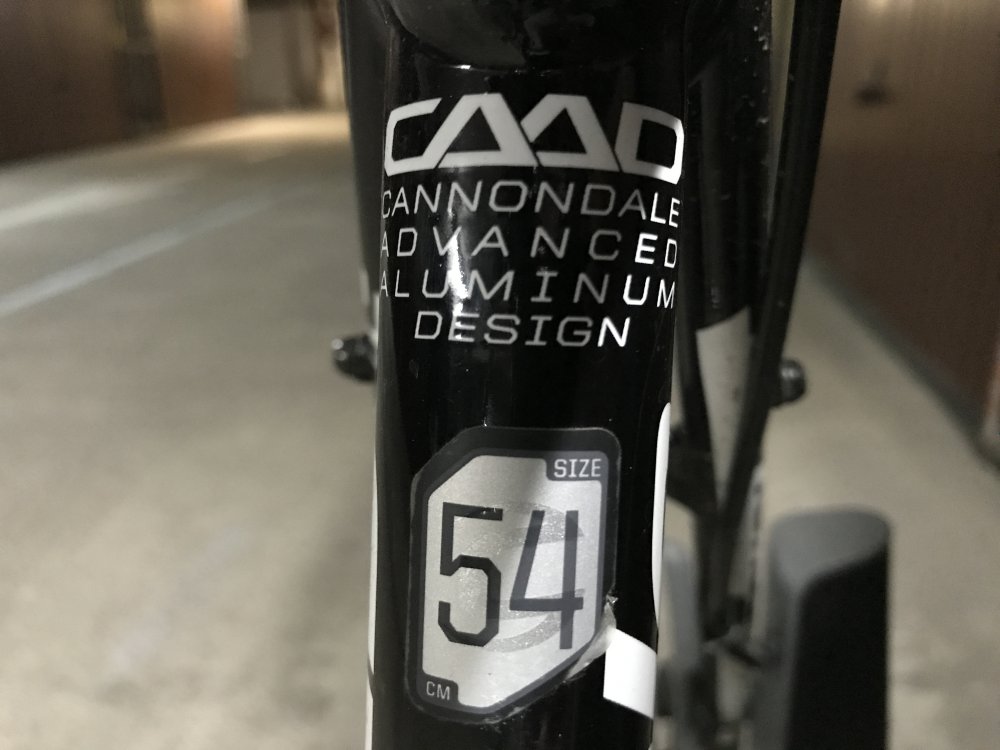 CAAD
CANNONDALE
ADVANCED
ALUMINUM
DESIGN
SIZE
54
CM